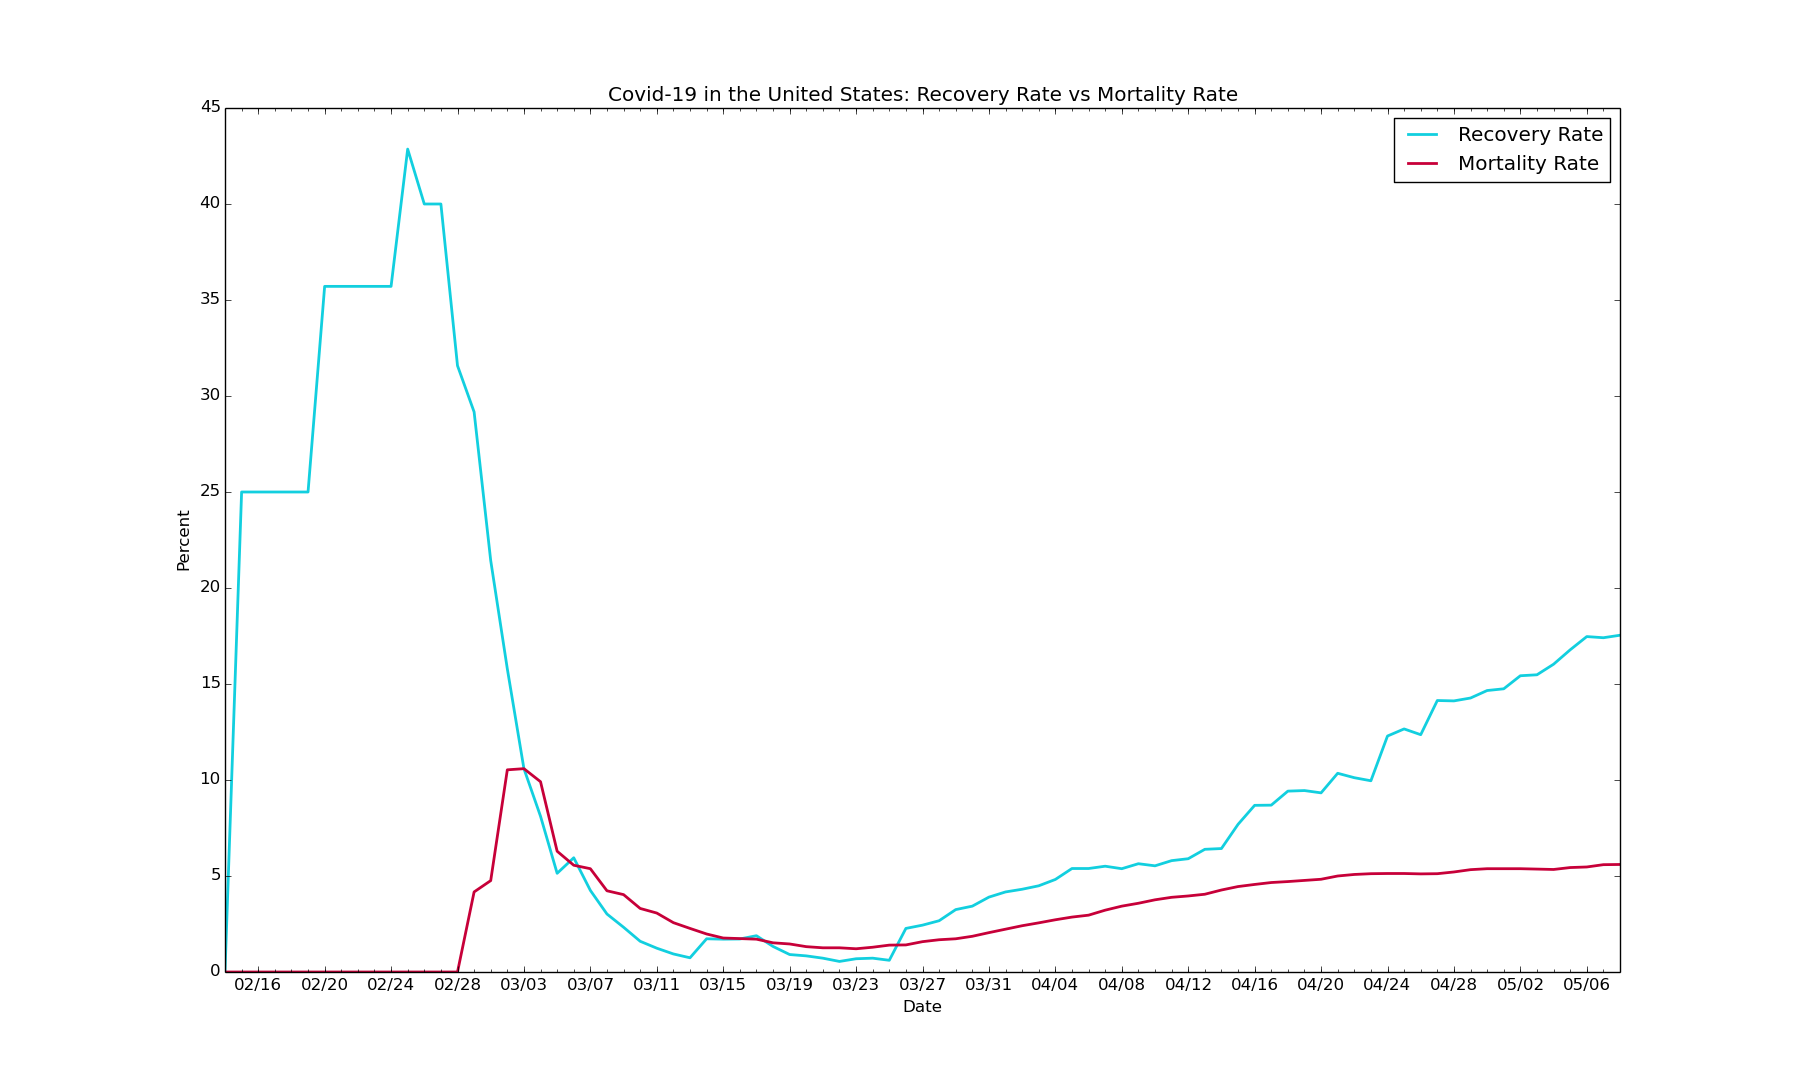 Covid-19 in the United States: Recovery Rate vs Mortality Rate
Recovery Rate
Mortality Rate
45
40
35
30
25
20
15
10
5
0
Percent
02/16 02/20 02/24 02/28 03/03 03/07 03/11 03/15 03/19 03/23 03/27 03/31 04/04 04/08 04/12 04/16 04/20 04/24 04/28 05/02 05/06
Date